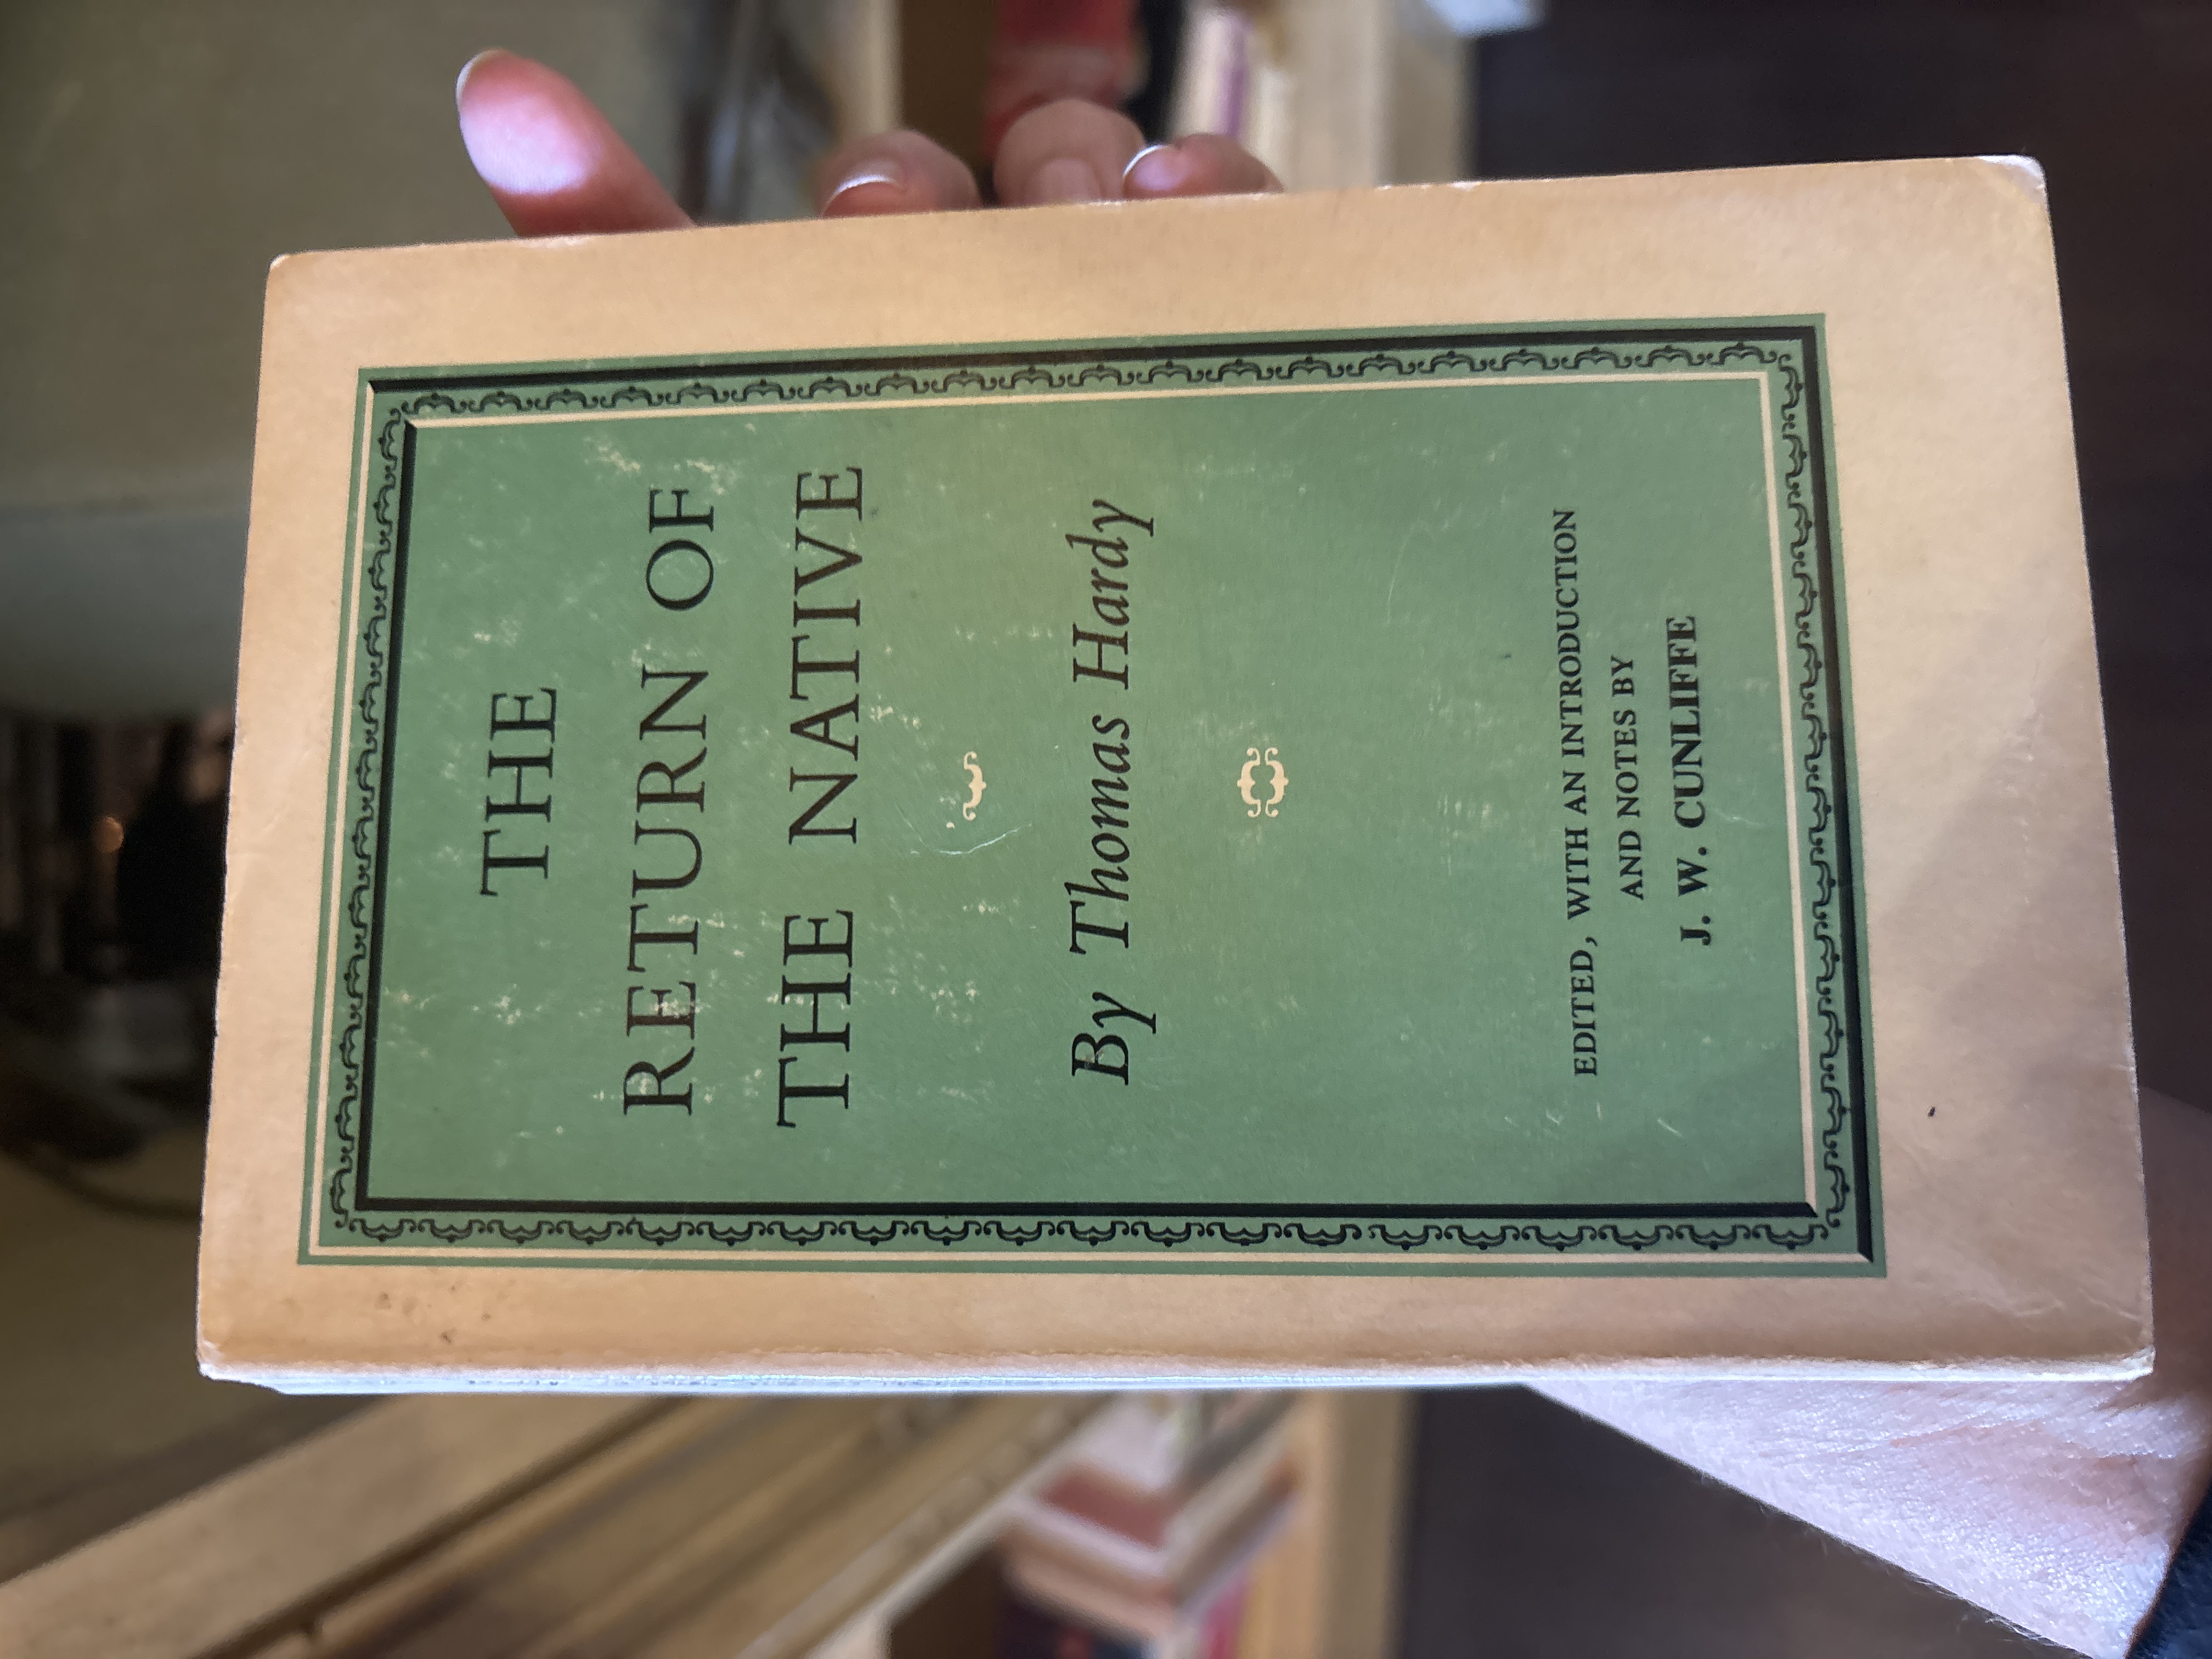 THE
RETURN OF
THE NATIVE
By Thomas Hardy
EDITED, WITH AN INTRODUCTION
AND NOTES BY
J. W. CUNLIFFE